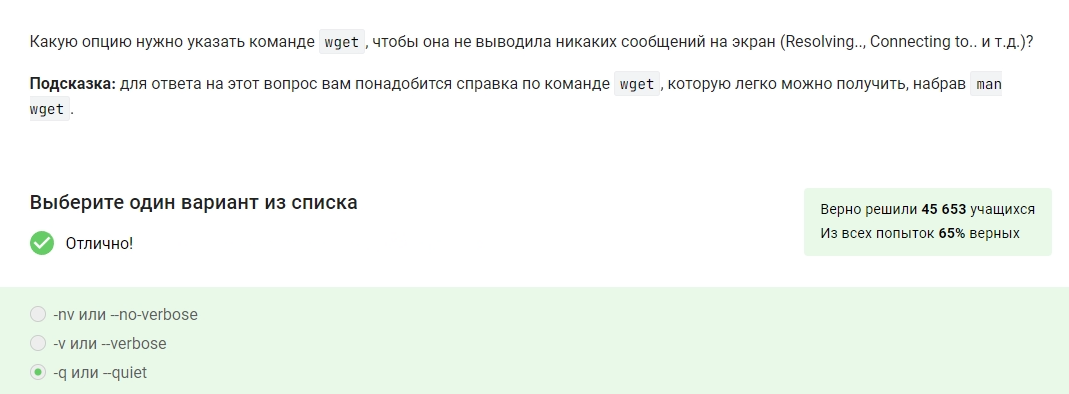 Какую опцию нужно указать команде wget, чтобы она не выводила никаких сообщений на экран (Resolving.., Connecting to.. и т.д.)?
Подсказка: для ответа на этот вопрос вам понадобится справка по команде wget, которую легко можно получить, набрав man
wget.
Выберите один вариант из списка
Отлично!
Верно решили 45 653 учащихся
Из всех попыток 65% верных
-nv или --no-verbose
-v или --verbose
-q или --quiet